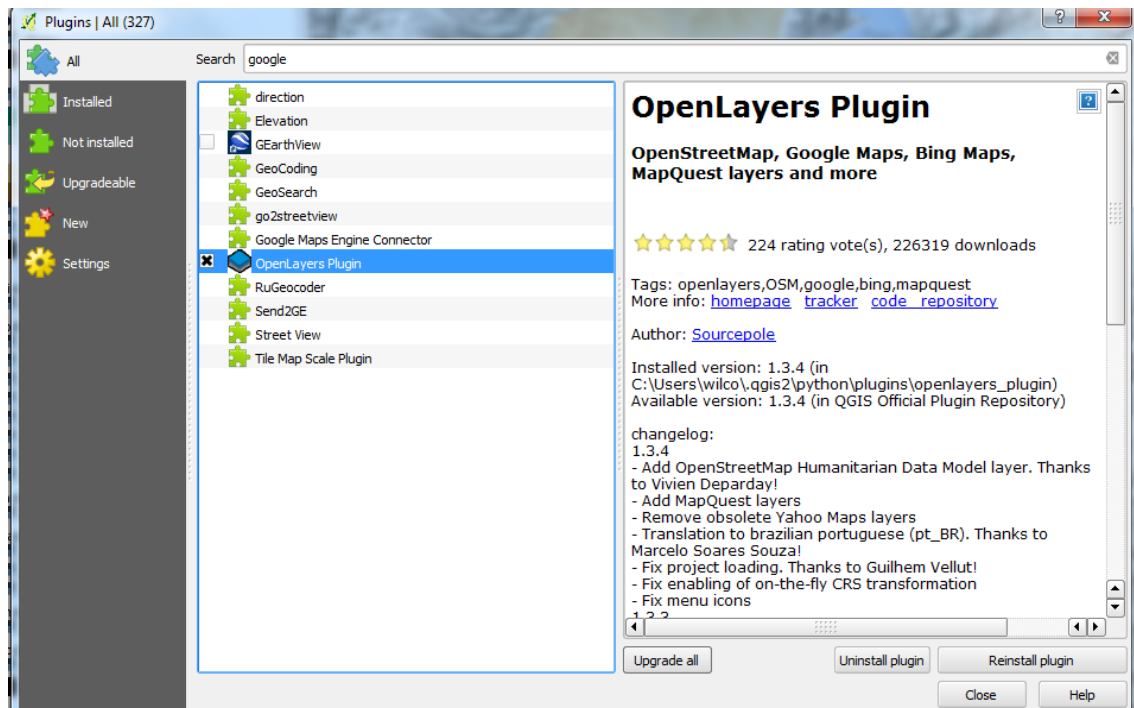 Plugins | All (327)
Search google
All
Installed
Not installed
Upgradeable
New
Settings
direction
Elevation
GEarthView
GeoCoding
GeoSearch
go2streetview
Google Maps Engine Connector
OpenLayers Plugin
RuGeocoder
Send2GE
Street View
Tile Map Scale Plugin
OpenLayers Plugin
OpenStreetMap, Google Maps, Bing Maps,
MapQuest layers and more
224 rating vote(s), 226319 downloads
Tags: openlayers,OSM,google,bing,mapquest
More info: homepage tracker code repository
Author: Sourcepole
Installed version: 1.3.4 (in
C:\Users\wilco\.qgis2\python\plugins\openlayers_plugin)
Available version: 1.3.4 (in QGIS Official Plugin Repository)
changelog:
1.3.4
- Add OpenStreetMap Humanitarian Data Model layer. Thanks
to Vivien Deparday!
- Add MapQuest layers
- Remove obsolete Yahoo Maps layers
- Translation to brazilian portuguese (pt_BR). Thanks to
Marcelo Soares Souza!
- Fix project loading. Thanks to Guilhem Vellut!
- Fix enabling of on-the-fly CRS transformation
- Fix menu icons
1.3.3
Upgrade all Uninstall plugin Reinstall plugin
Close Help